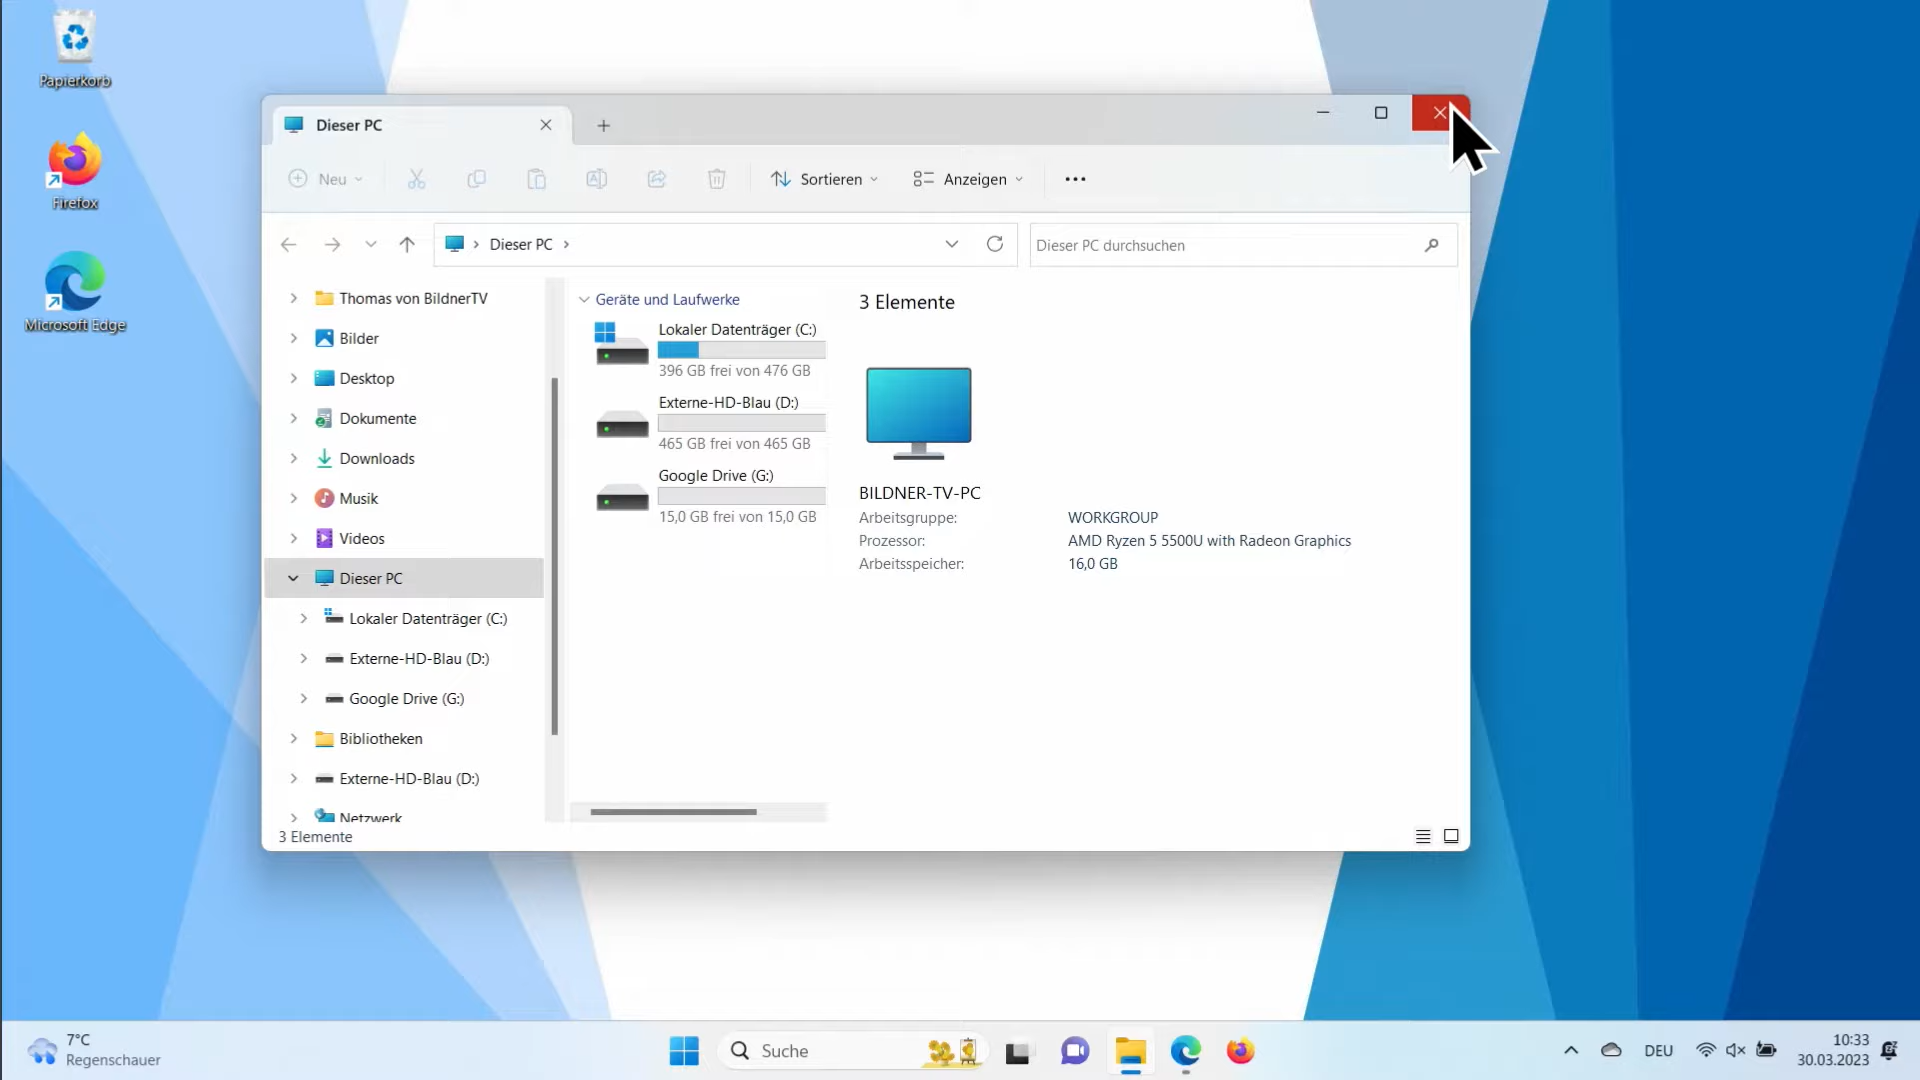 Papierkorb
Firefox
Microsoft Edge
Dieser PC
Neu
Sortieren
Anzeigen
Dieser PC
Dieser PC durchsuchen
Thomas von BildnerTV
Bilder
Desktop
Dokumente
Downloads
Musik
Videos
Dieser PC
Lokaler Datenträger (C:)
Externe-HD-Blau (D:)
Google Drive (G:)
Bibliotheken
Externe-HD-Blau (D:)
Netzwerk
3 Elemente
Geräte und Laufwerke
Lokaler Datenträger (C:)
396 GB frei von 476 GB
Externe-HD-Blau (D:)
465 GB frei von 465 GB
Google Drive (G:)
15,0 GB frei von 15,0 GB
3 Elemente
BILDNER-TV-PC
Arbeitsgruppe: WORKGROUP
Prozessor: AMD Ryzen 5 5500U with Radeon Graphics
Arbeitsspeicher: 16,0 GB
7°C
Regenschauer
Suche
DEU
10:33
30.03.2023